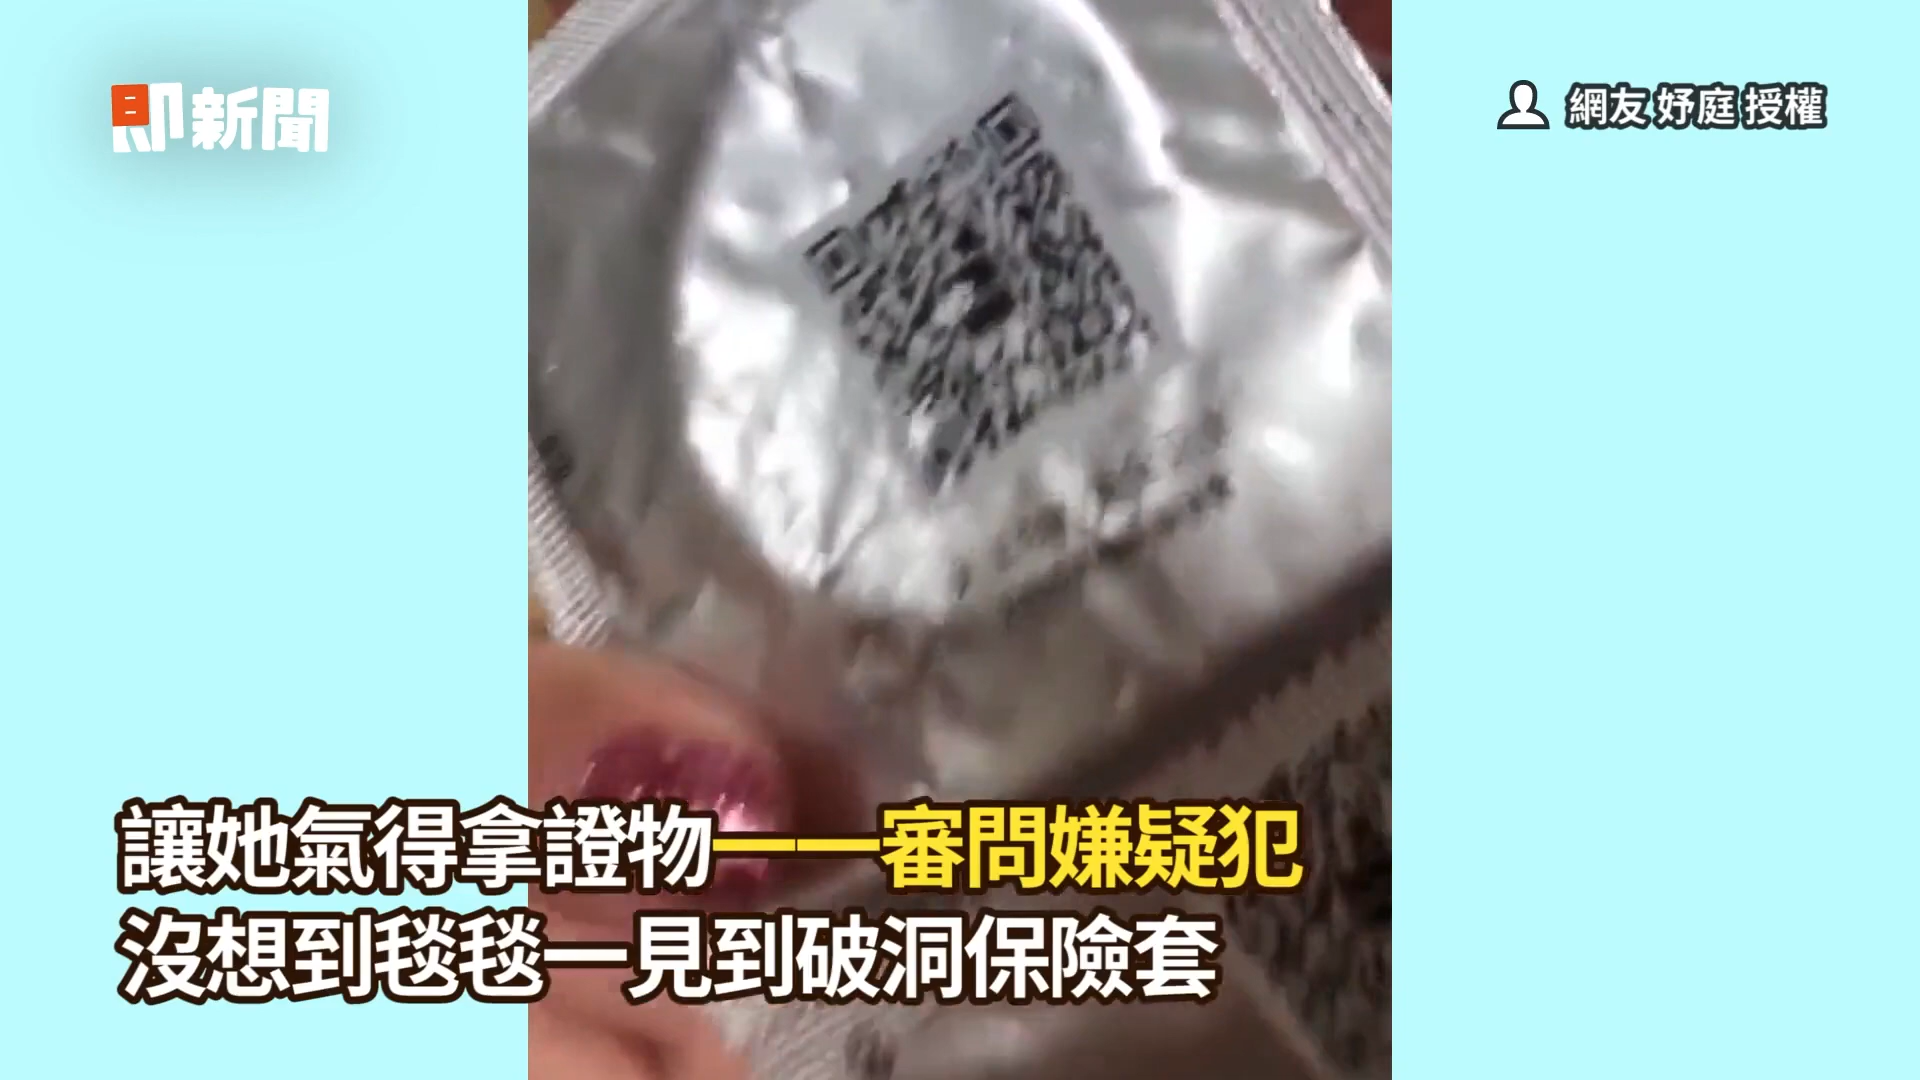 即新聞
網友 妤庭 授權
讓她氣得拿證物一一審問嫌疑犯
沒想到毯毯一見到破洞保險套